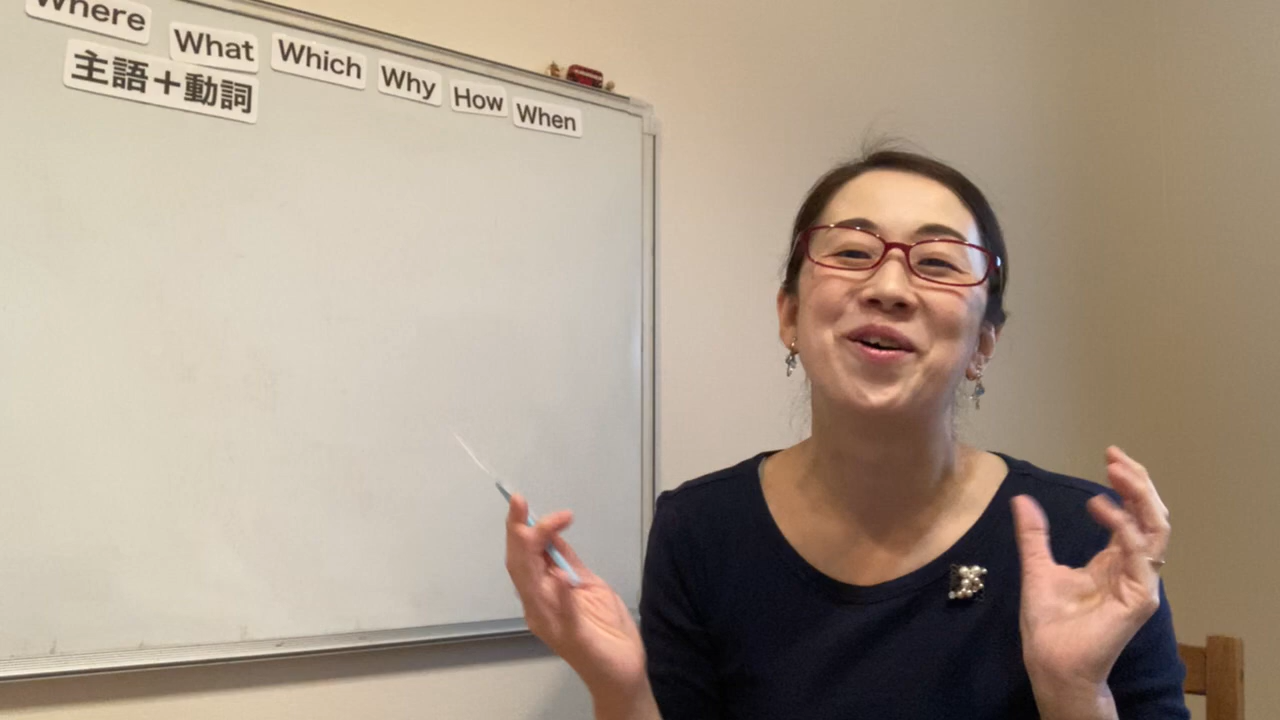 Where
What
Which
Why
How
When
主語＋動詞